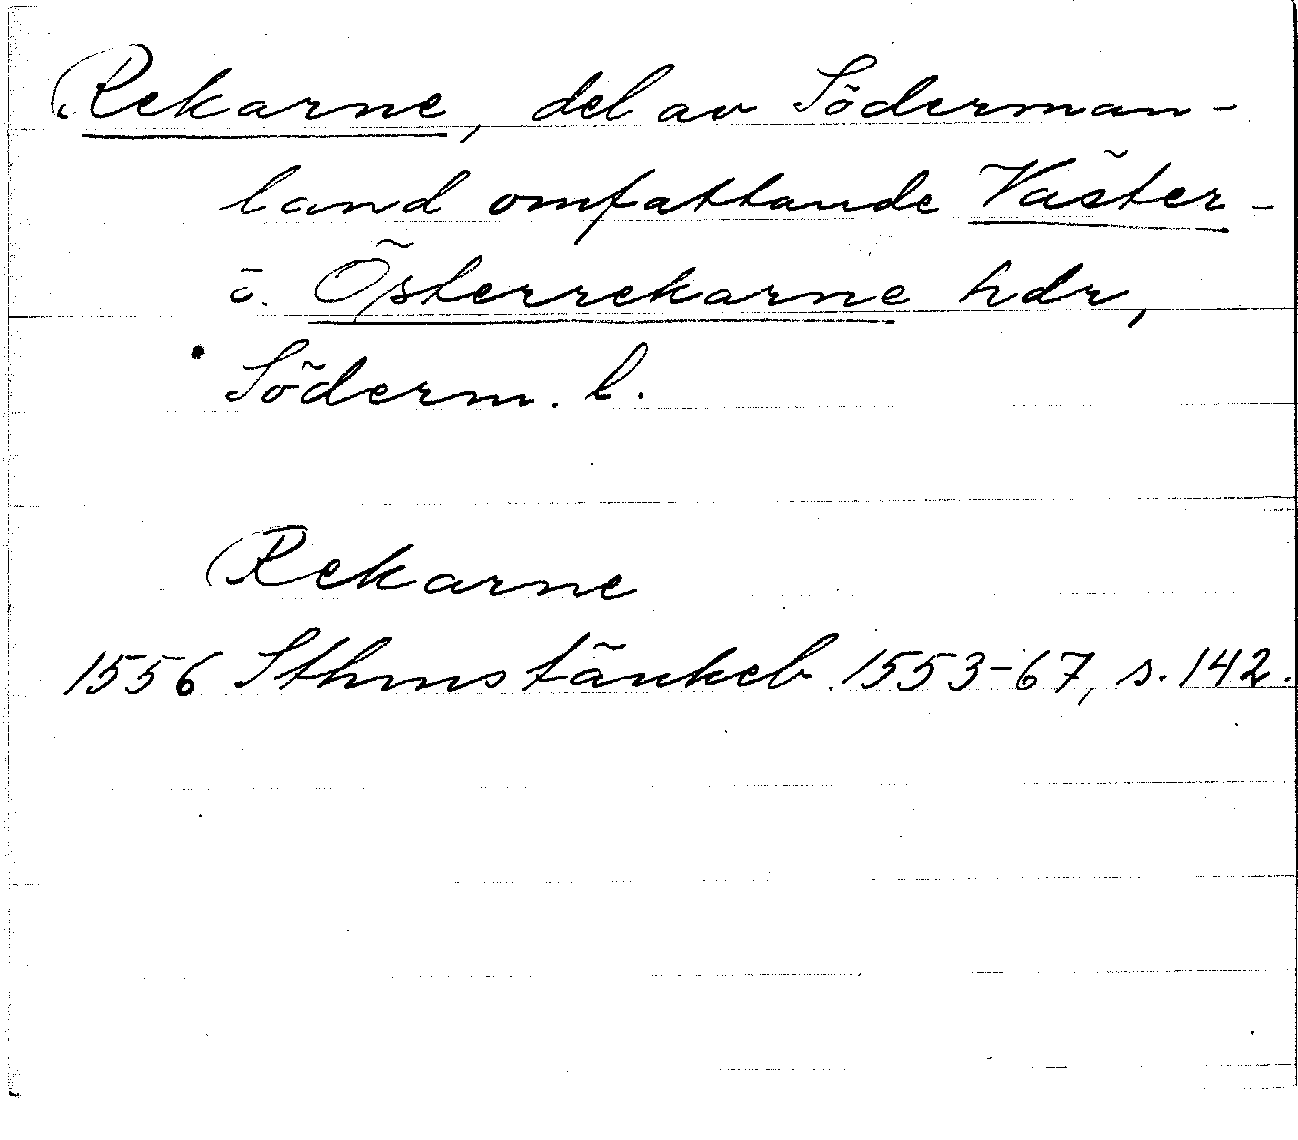 Rekarne, del av Söderman-
land omfattande Väster-
o. Österrekarne hdr,
Söderm. l.
Rekarne
1556 Sthms tänkeb. 1553-67, s. 142.